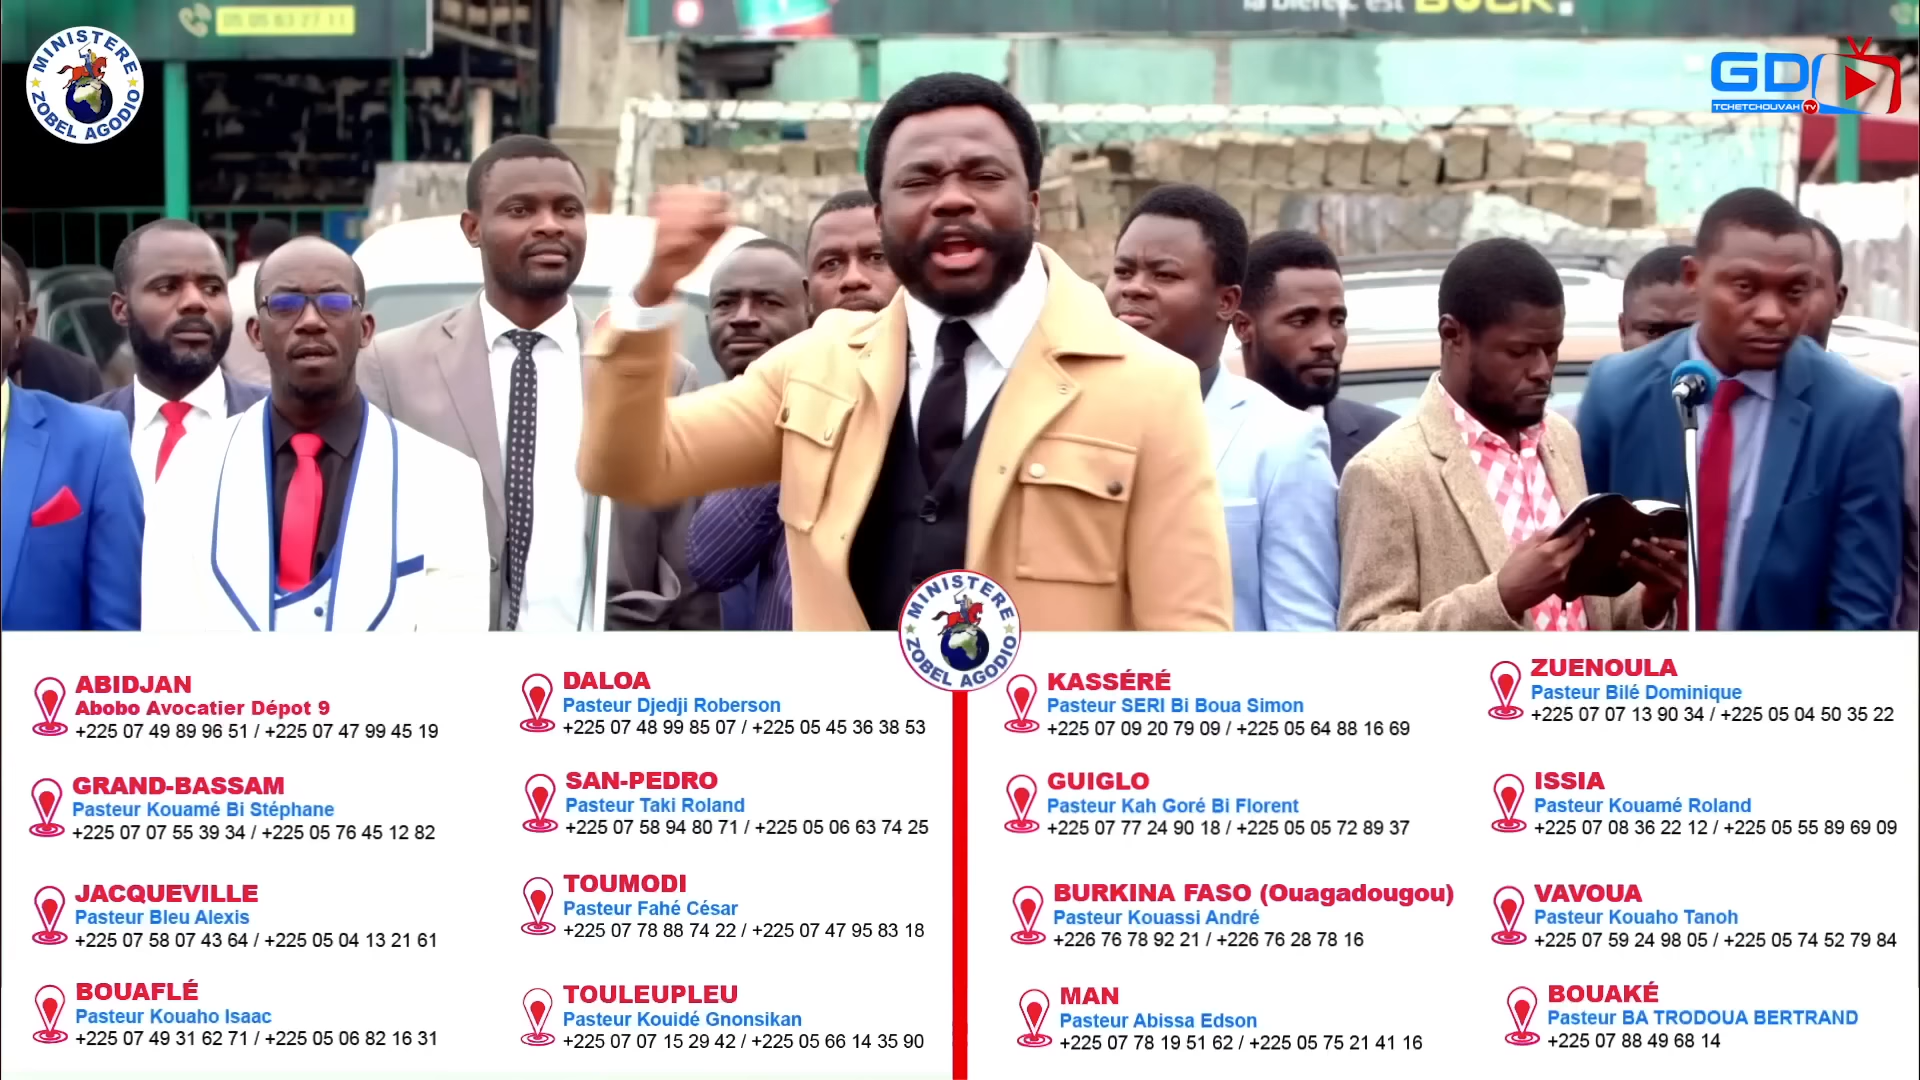 05 05 63 27 11
la bière, c'est BOCK.
MINISTERE
ZOBEL AGODIO
GD
TCHETCHOUVAH TV
MINISTERE
ZOBEL AGODIO
ABIDJAN
Abobo Avocatier Dépot 9
+225 07 49 89 96 51 / +225 07 47 99 45 19
GRAND-BASSAM
Pasteur Kouamé Bi Stéphane
+225 07 07 55 39 34 / +225 05 76 45 12 82
JACQUEVILLE
Pasteur Bleu Alexis
+225 07 58 07 43 64 / +225 05 04 13 21 61
BOUAFLÉ
Pasteur Kouaho Isaac
+225 07 49 31 62 71 / +225 05 06 82 16 31
DALOA
Pasteur Djedji Roberson
+225 07 48 99 85 07 / +225 05 45 36 38 53
SAN-PEDRO
Pasteur Taki Roland
+225 07 58 94 80 71 / +225 05 06 63 74 25
TOUMODI
Pasteur Fahé César
+225 07 78 88 74 22 / +225 07 47 95 83 18
TOULEUPLEU
Pasteur Kouidé Gnonsikan
+225 07 07 15 29 42 / +225 05 66 14 35 90
KASSÉRÉ
Pasteur SERI Bi Boua Simon
+225 07 09 20 79 09 / +225 05 64 88 16 69
GUIGLO
Pasteur Kah Goré Bi Florent
+225 07 77 24 90 18 / +225 05 05 72 89 37
BURKINA FASO (Ouagadougou)
Pasteur Kouassi André
+226 76 78 92 21 / +226 76 28 78 16
MAN
Pasteur Abissa Edson
+225 07 78 19 51 62 / +225 05 75 21 41 16
ZUENOULA
Pasteur Bilé Dominique
+225 07 07 13 90 34 / +225 05 04 50 35 22
ISSIA
Pasteur Kouamé Roland
+225 07 08 36 22 12 / +225 05 55 89 69 09
VAVOUA
Pasteur Kouaho Tanoh
+225 07 59 24 98 05 / +225 05 74 52 79 84
BOUAKÉ
Pasteur BA TRODOUA BERTRAND
+225 07 88 49 68 14